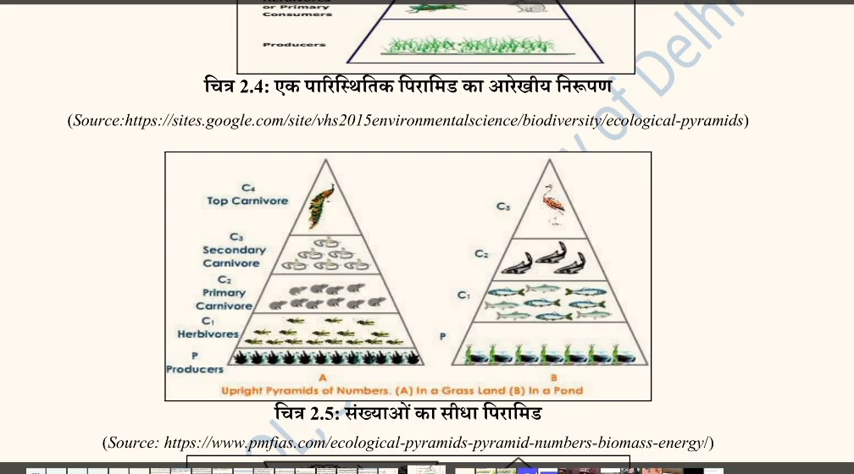 or Primary
Consumers
Producers
चित्र 2.4: एक पारिस्थितिक पिरामिड का आरेखीय निरूपण
(Source:https://sites.google.com/site/vhs2015environmentalscience/biodiversity/ecological-pyramids)
C₄
Top Carnivore
C₃
Secondary
Carnivore
C₂
Primary
Carnivore
C₁
Herbivores
P
Producers
A
C₃
C₂
C₁
P
B
Upright Pyramids of Numbers. (A) In a Grass Land (B) In a Pond
चित्र 2.5: संख्याओं का सीधा पिरामिड
(Source: https://www.pmfias.com/ecological-pyramids-pyramid-numbers-biomass-energy/)
of Delhi